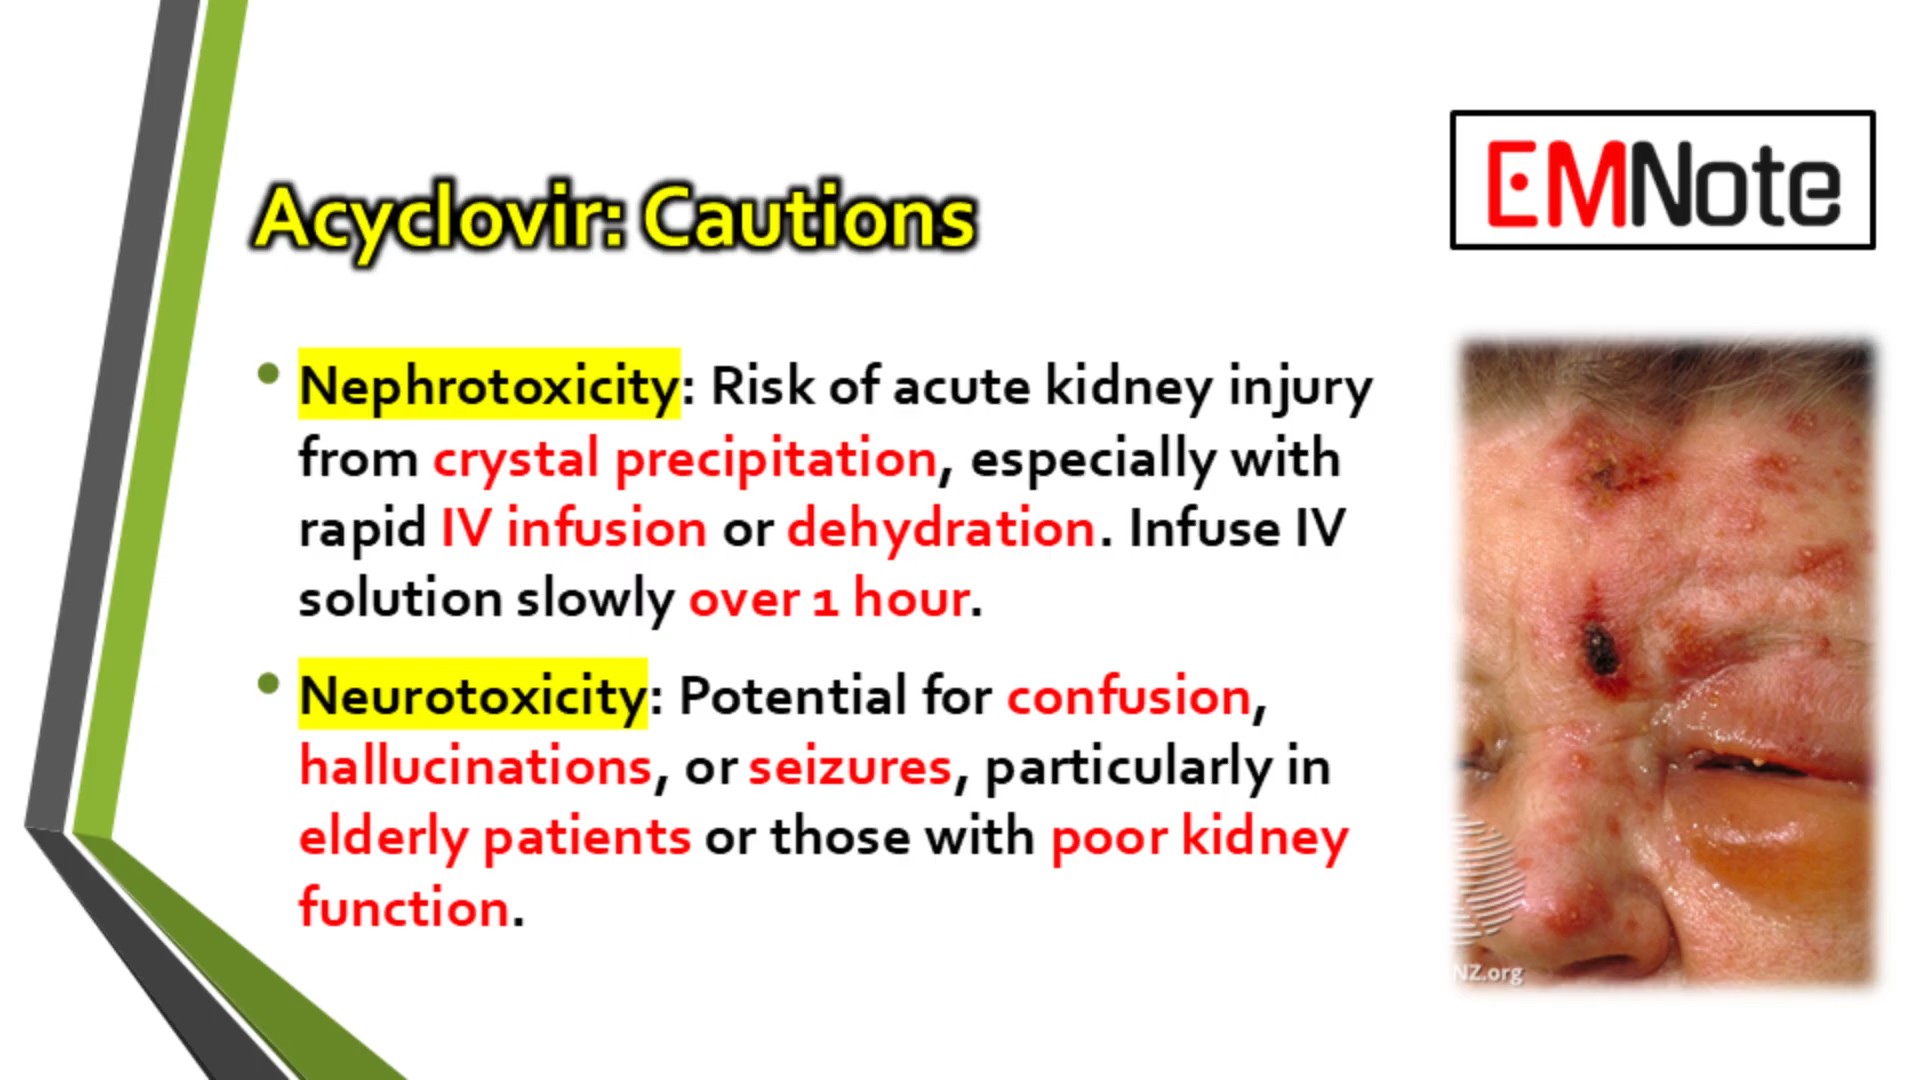 EMNote
Acyclovir: Cautions
• Nephrotoxicity: Risk of acute kidney injury
from crystal precipitation, especially with
rapid IV infusion or dehydration. Infuse IV
solution slowly over 1 hour.
• Neurotoxicity: Potential for confusion,
hallucinations, or seizures, particularly in
elderly patients or those with poor kidney
function.
NZ.org